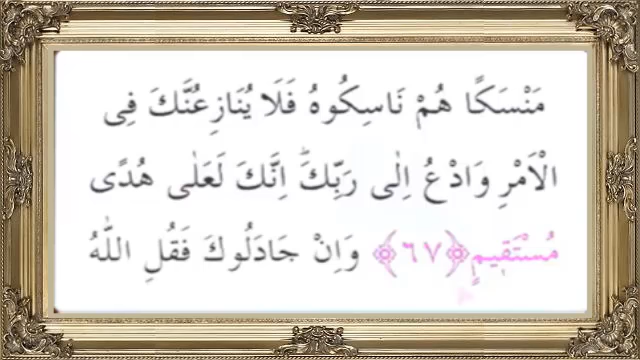 مَنْسَكًا هُمْ نَاسِكُوهُ فَلَا يُنَازِعُنَّكَ فِى
الْاَمْرِ وَادْعُ اِلٰى رَبِّكَۜ اِنَّكَ لَعَلٰى هُدًى
مُسْتَقٖيمٍ ﴿٦٧﴾ وَاِنْ جَادَلُوكَ فَقُلِ اللّٰهُ